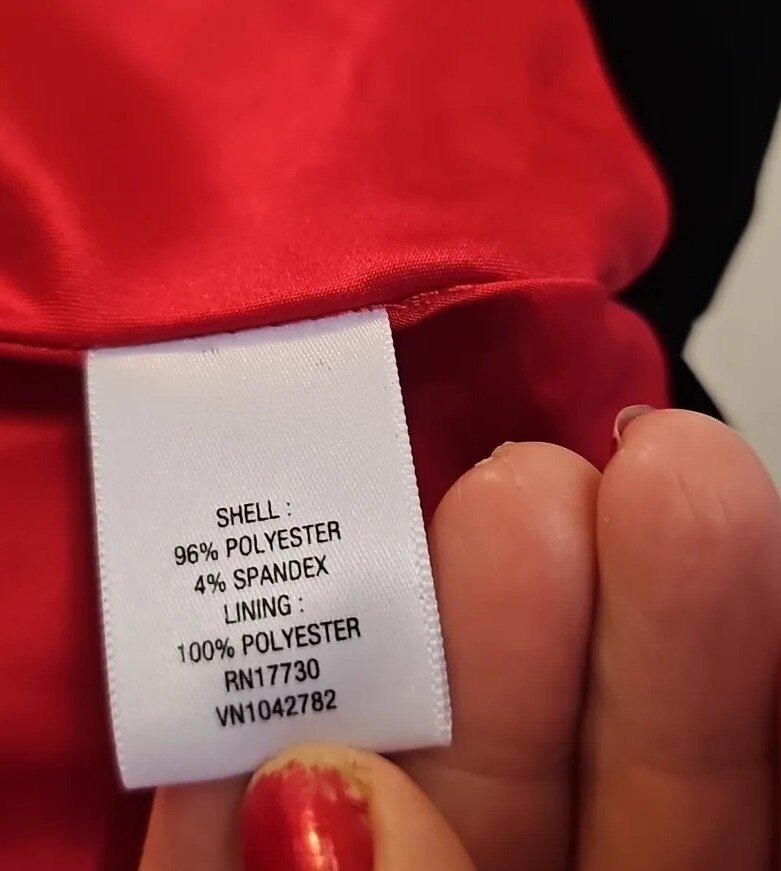 SHELL :
96% POLYESTER
4% SPANDEX
LINING :
100% POLYESTER
RN17730
VN1042782